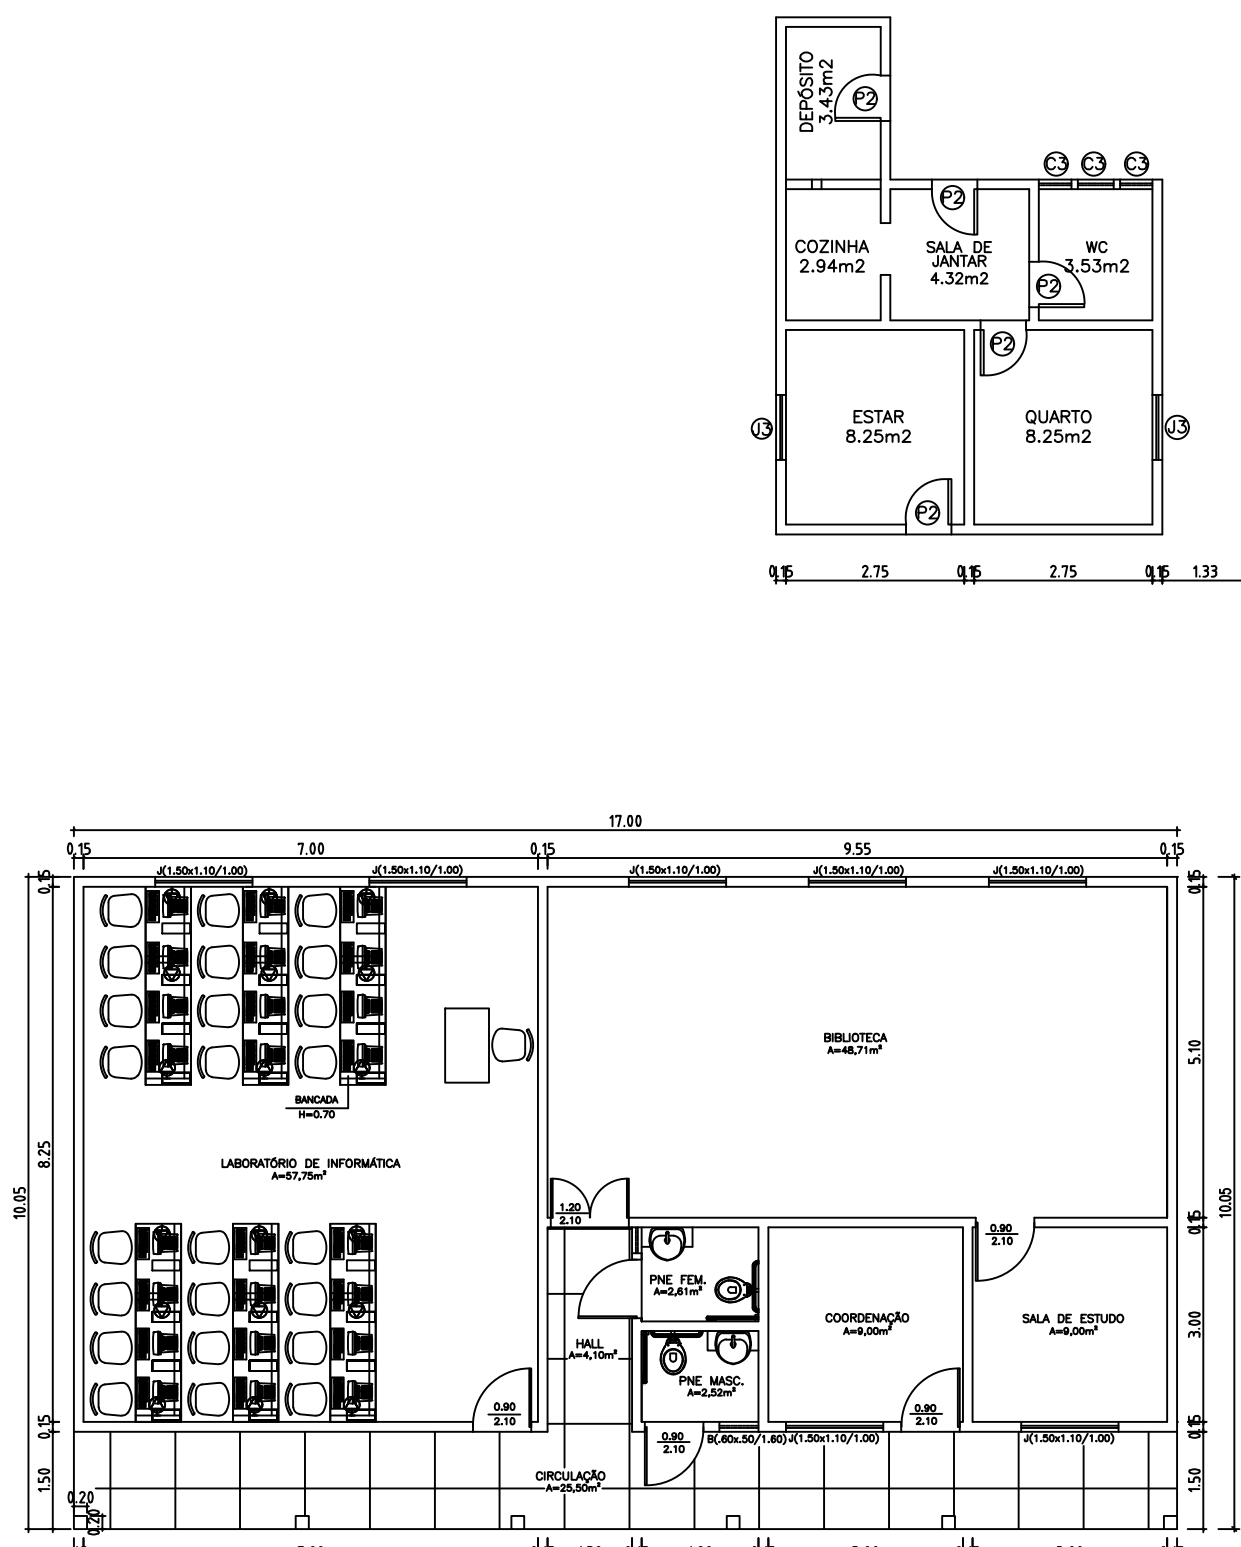 DEPÓSITO
3.43m2
P2
C3 C3 C3
P2
COZINHA
2.94m2
SALA DE
JANTAR
4.32m2
WC
3.53m2
P2
P2
ESTAR
8.25m2
QUARTO
8.25m2
J3
J3
P2
0.15 2.75 0.15 2.75 0.15 1.33
17.00
0.15 7.00 0.15 9.55 0.15
J(1.50x1.10/1.00) J(1.50x1.10/1.00) J(1.50x1.10/1.00) J(1.50x1.10/1.00) J(1.50x1.10/1.00)
0.15
0.15
BIBLIOTECA
A=48,71m²
5.10
BANCADA
H=0.70
LABORATÓRIO DE INFORMÁTICA
A=57,75m²
8.25
10.05
10.05
1.20
2.10
0.90
2.10
0.15
PNE FEM.
A=2,61m²
COORDENAÇÃO
A=9,00m²
SALA DE ESTUDO
A=9,00m²
3.00
HALL
A=4,10m²
PNE MASC.
A=2,52m²
0.90
2.10
0.90
2.10
0.15
0.15
0.90
2.10
B(.60x.50/1.60) J(1.50x1.10/1.00)
J(1.50x1.10/1.00)
CIRCULAÇÃO
A=25,50m²
1.50
1.50
0.20
0.20